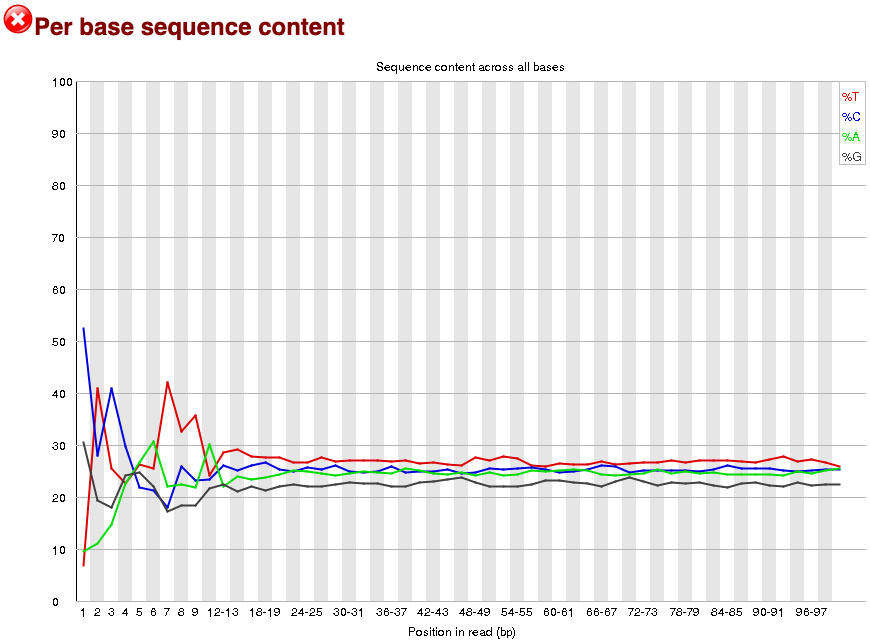 Per base sequence content
Sequence content across all bases
%T
%C
%A
%G
100
90
80
70
60
50
40
30
20
10
0
1 2 3 4 5 6 7 8 9 12-13 18-19 24-25 30-31 36-37 42-43 48-49 54-55 60-61 66-67 72-73 78-79 84-85 90-91 96-97
Position in read (bp)